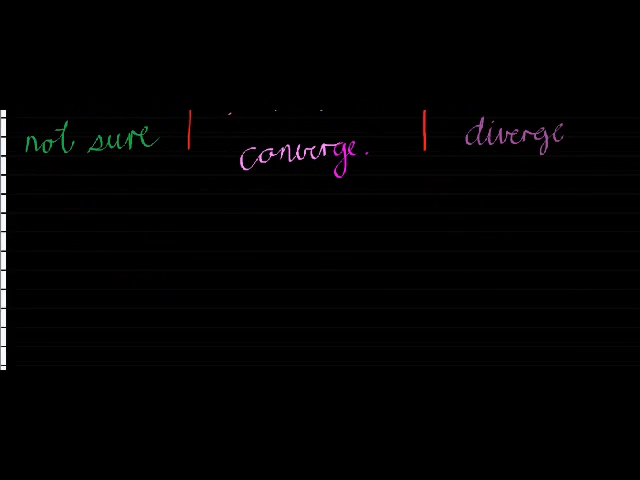 not sure | converge. | diverge